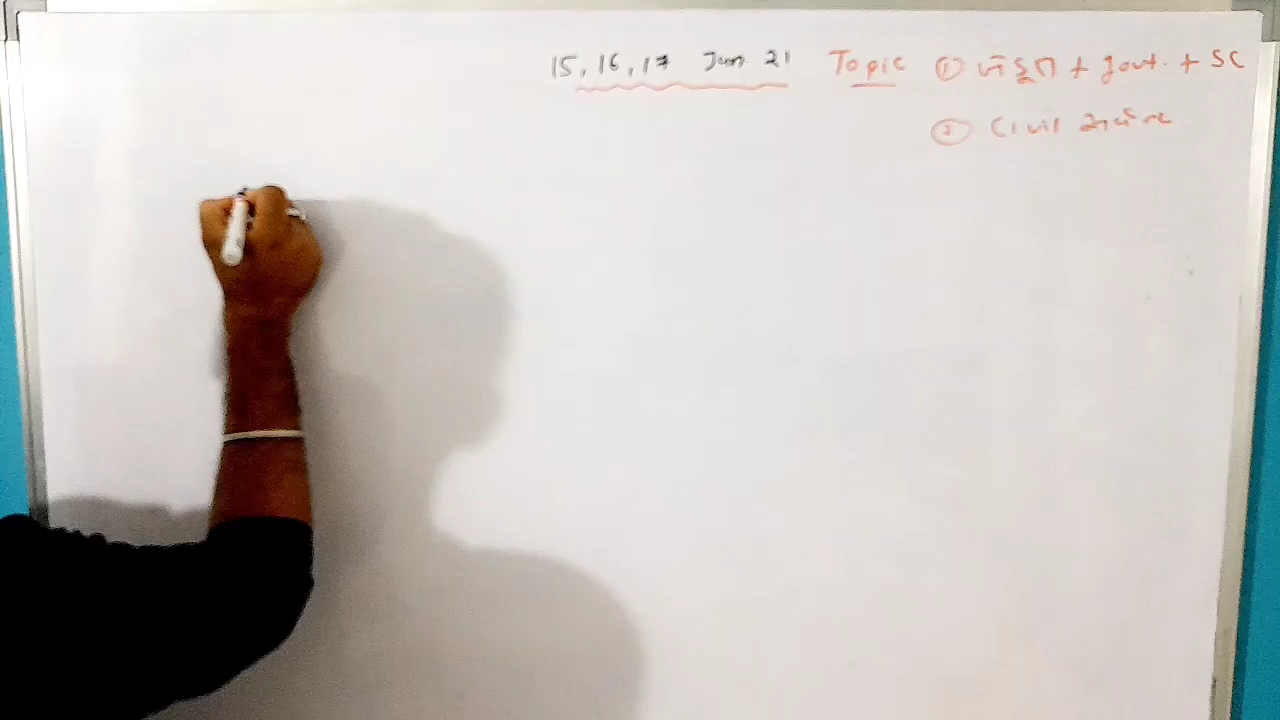 15, 16, 17 Jun 21 Topic ① ખેડૂત + govt. + SC
② Civil